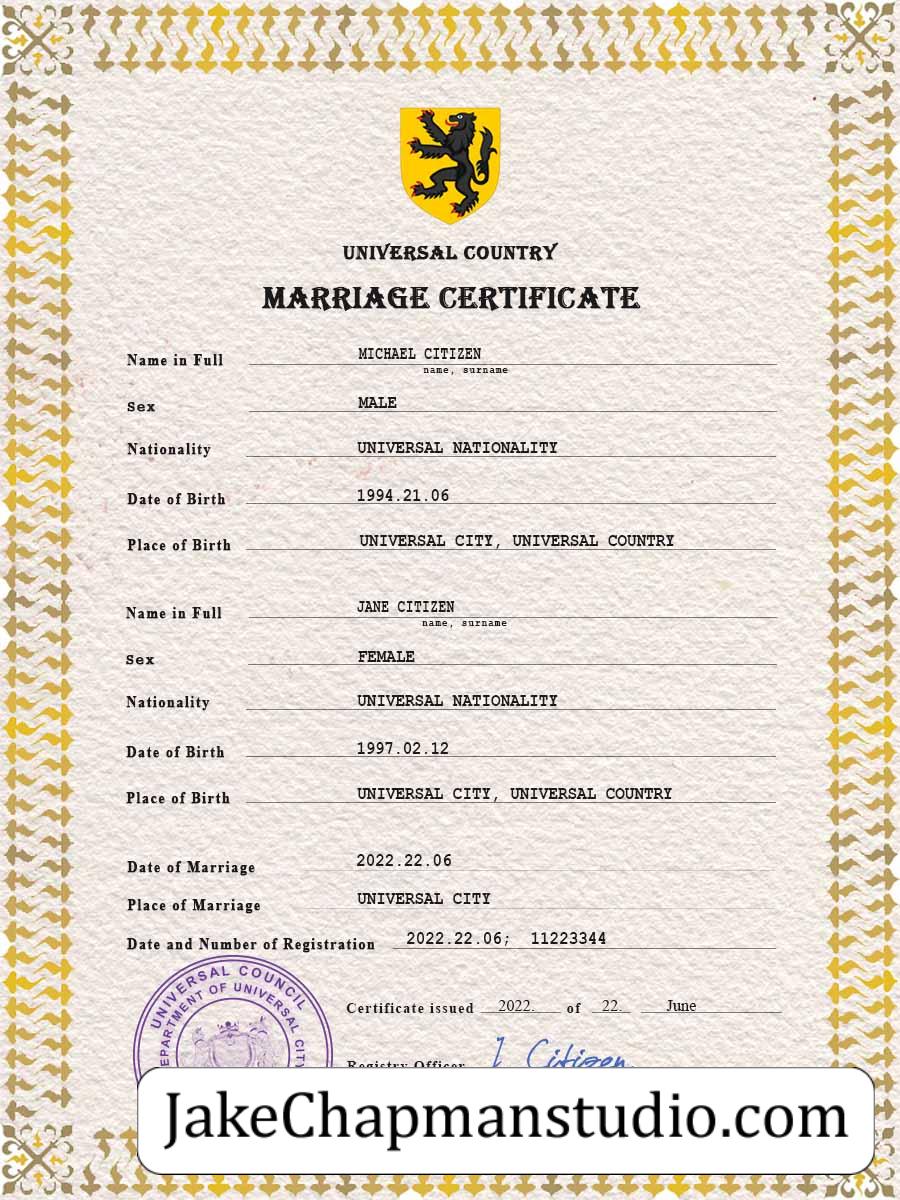 UNIVERSAL COUNTRY
MARRIAGE CERTIFICATE
Name in Full MICHAEL CITIZEN
name, surname
Sex MALE
Nationality UNIVERSAL NATIONALITY
Date of Birth 1994.21.06
Place of Birth UNIVERSAL CITY, UNIVERSAL COUNTRY
Name in Full JANE CITIZEN
name, surname
Sex FEMALE
Nationality UNIVERSAL NATIONALITY
Date of Birth 1997.02.12
Place of Birth UNIVERSAL CITY, UNIVERSAL COUNTRY
Date of Marriage 2022.22.06
Place of Marriage UNIVERSAL CITY
Date and Number of Registration 2022.22.06; 11223344
UNIVERSAL COUNCIL
OF UNIVERSAL CITY
Certificate issued 2022. of 22. June
Registry Officer Citizen
JakeChapmanstudio.com